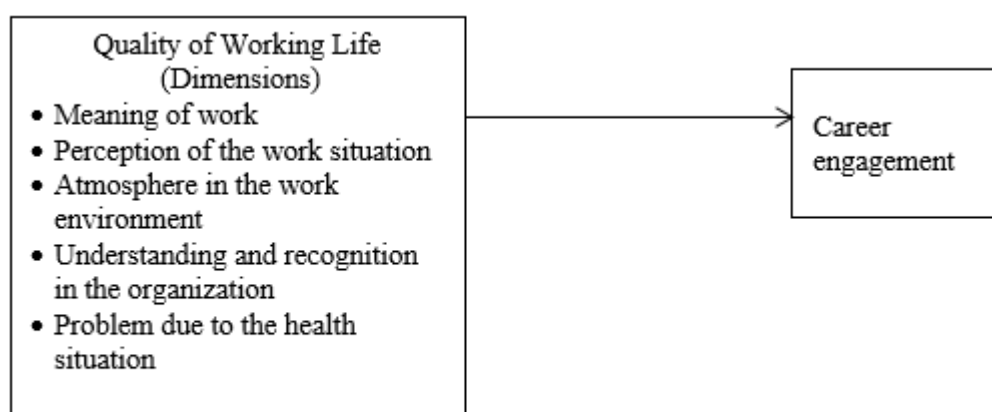 Quality of Working Life
(Dimensions)
• Meaning of work
• Perception of the work situation
• Atmosphere in the work
environment
• Understanding and recognition
in the organization
• Problem due to the health
situation
Career
engagement